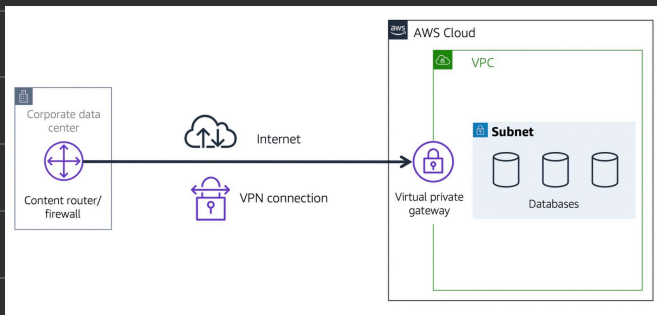 aws
AWS Cloud
VPC
Corporate data
center
Content router/
firewall
Internet
VPN connection
Virtual private
gateway
Subnet
Databases